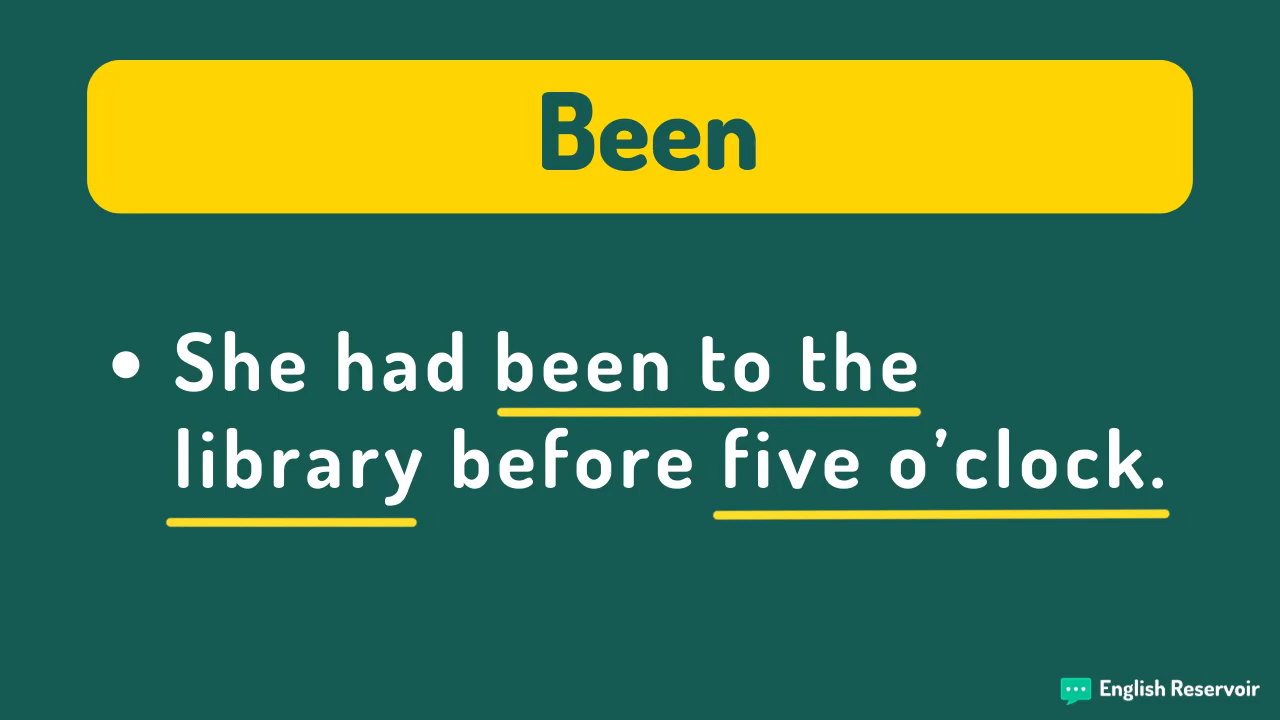 Been
• She had been to the
library before five o’clock.
English Reservoir